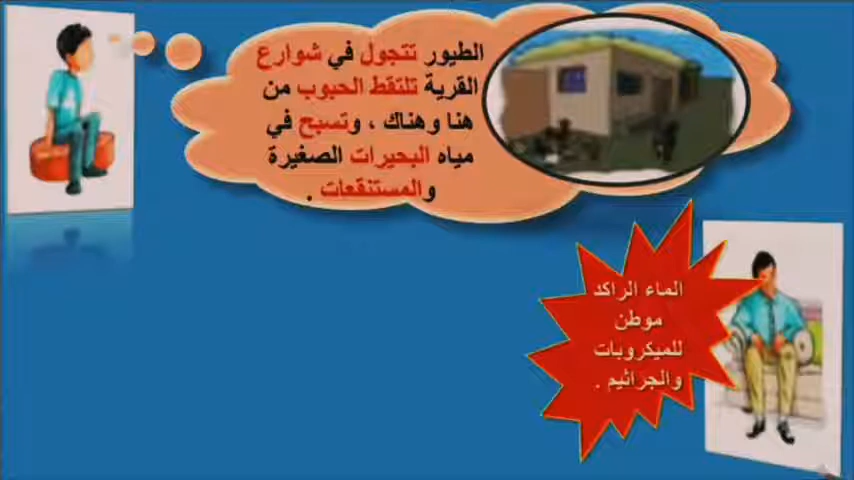 الطيور تتجول في شوارع
القرية تلتقط الحبوب من
هنا وهناك ، وتسبح في
مياه البحيرات الصغيرة
والمستنقعات .
الماء الراكد
موطن
للميكروبات
والجراثيم .